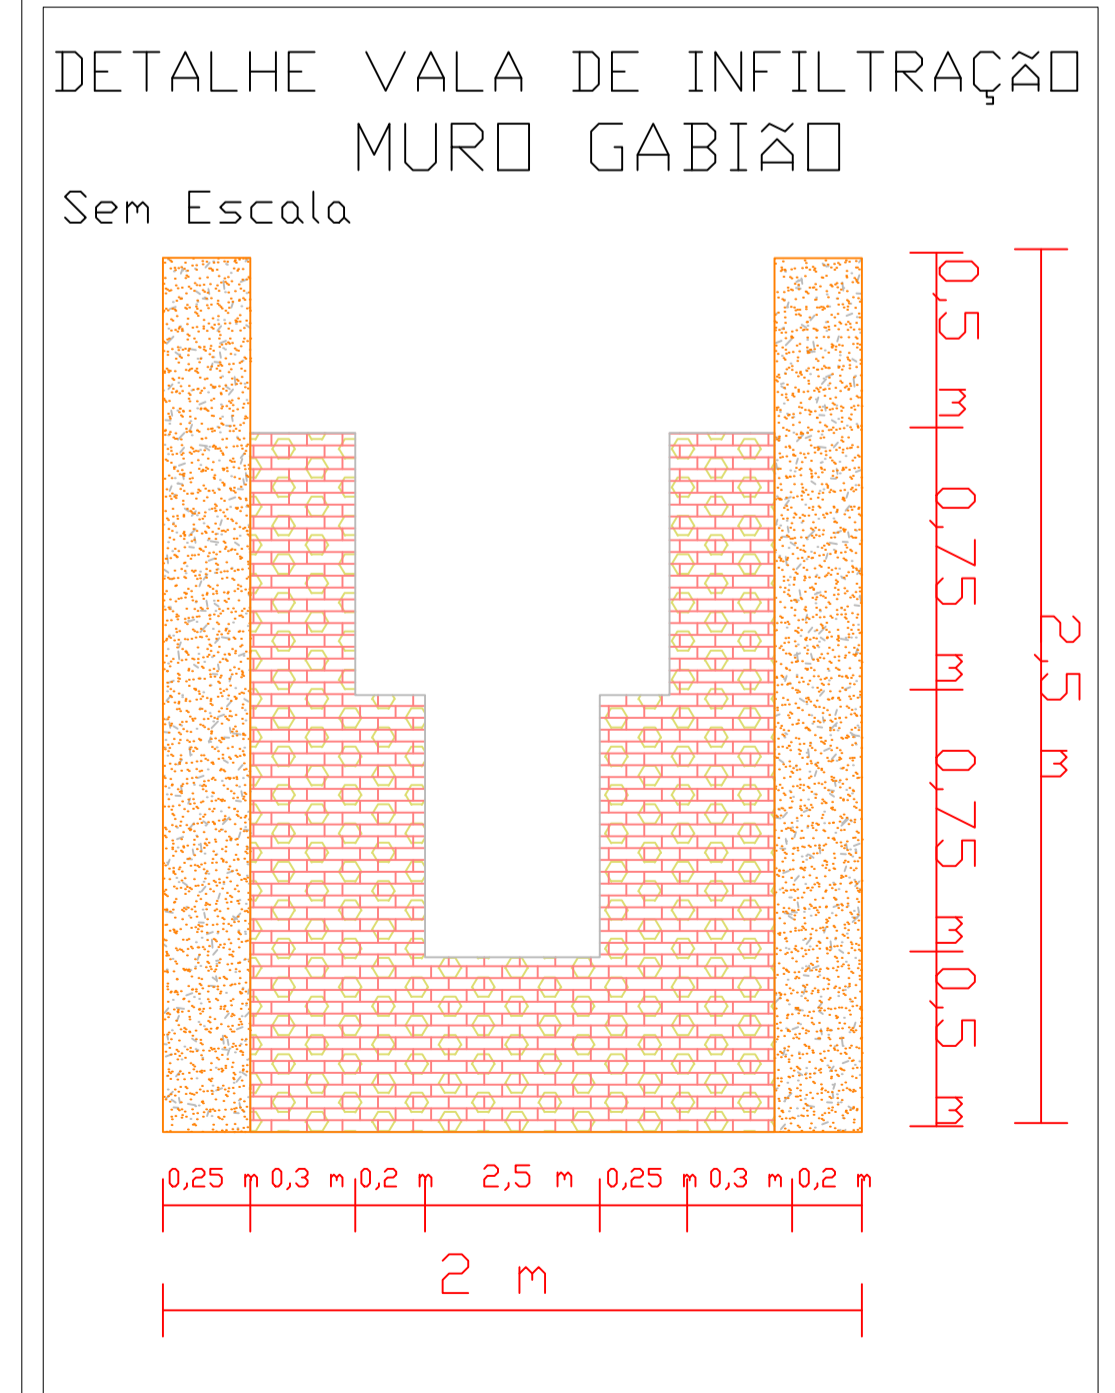 DETALHE VALA DE INFILTRAÇÃO
MURO GABIÃO
Sem Escala
0,5 m
0,75 m
0,75 m
0,5 m
2,5 m
0,25 m 0,3 m 0,2 m 2,5 m 0,25 m 0,3 m 0,2 m
2 m